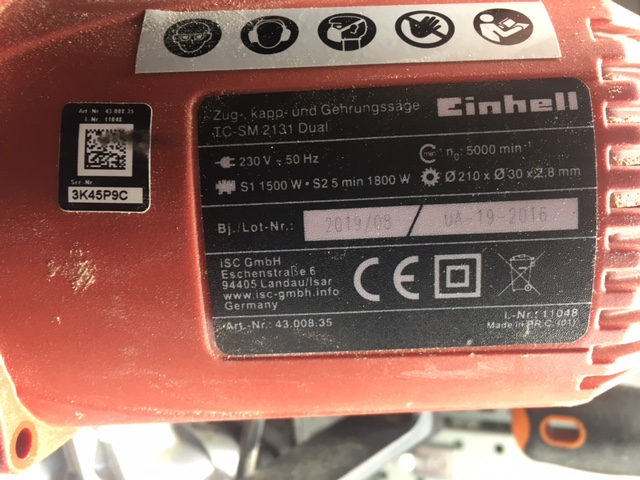 Art. Nr. 43.008.35
I.-Nr. 11048
Ser. Nr.
3K45P9C
Zug-, Kapp- und Gehrungssäge
TC-SM 2131 Dual
Einhell
230 V ~ 50 Hz
n₀: 5000 min⁻¹
S1 1500 W • S2 5 min 1800 W
Ø 210 x Ø 30 x 2.8 mm
Bj./Lot-Nr.: 2019/08 / UA-19-2016
iSC GmbH
Eschenstraße 6
94405 Landau/Isar
www.isc-gmbh.info
Germany
CE
Art.-Nr.: 43.008.35
I.-Nr.: 11048
Made in P.R.C. (01)